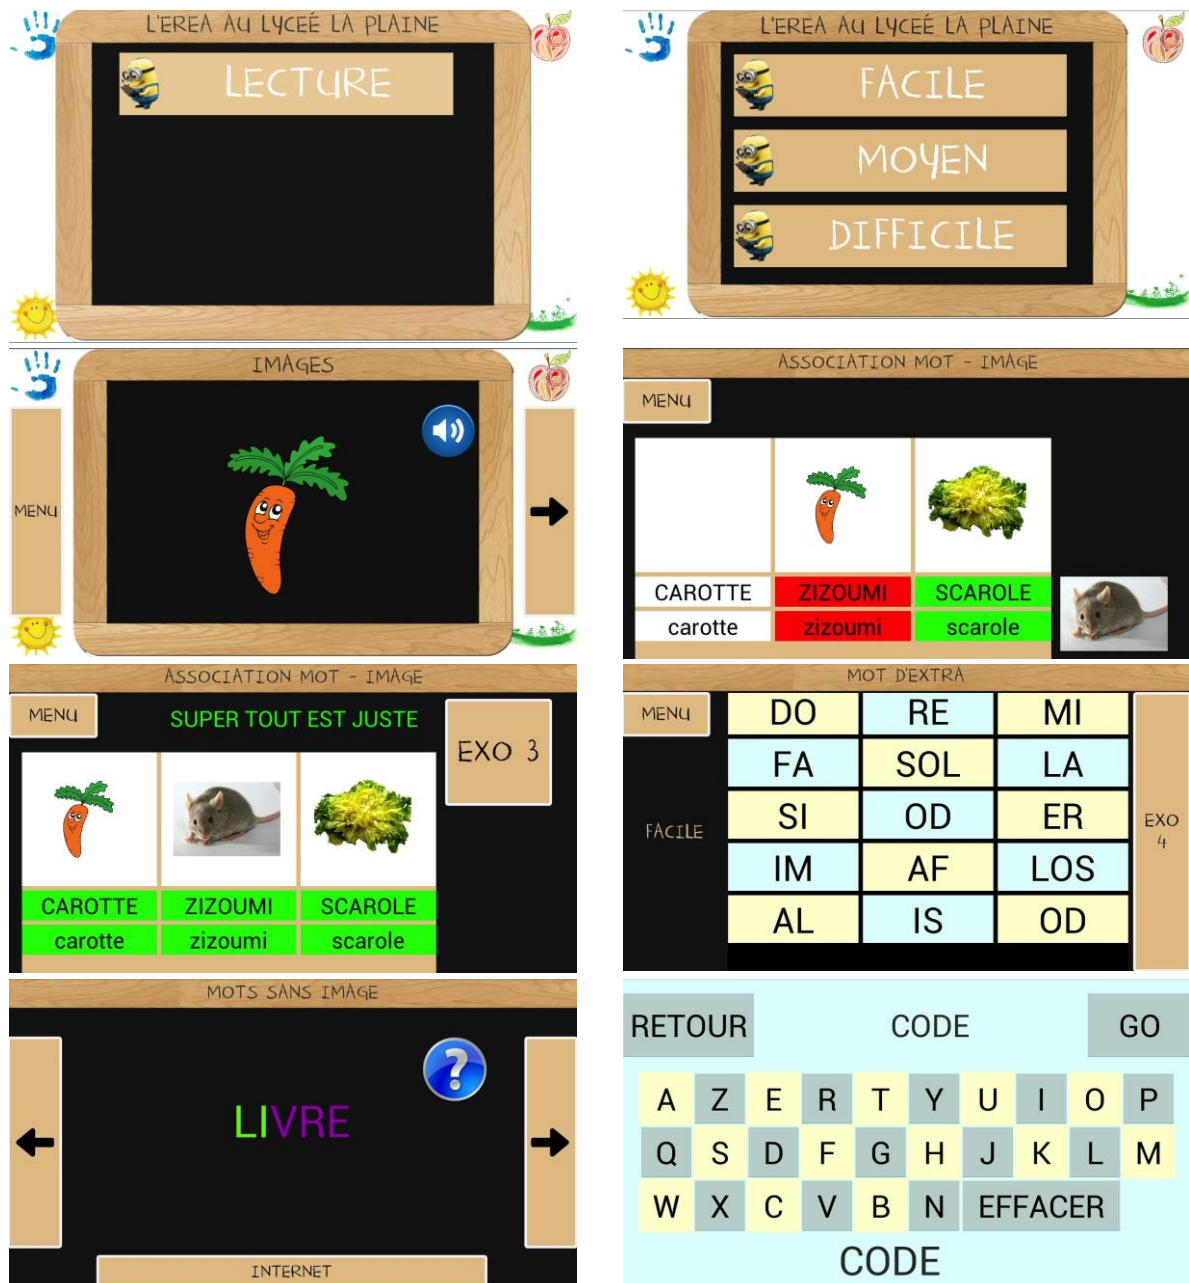 L'EREA AU LYCEÉ LA PLAINE
LECTURE
L'EREA AU LYCEÉ LA PLAINE
FACILE
MOYEN
DIFFICILE
IMAGES
MENU
ASSOCIATION MOT - IMAGE
MENU
CAROTTE ZIZOUMI SCAROLE
carotte zizoumi scarole
ASSOCIATION MOT - IMAGE
MENU
SUPER TOUT EST JUSTE
EXO 3
CAROTTE ZIZOUMI SCAROLE
carotte zizoumi scarole
MOT D'EXTRA
MENU
DO RE MI
FA SOL LA
SI OD ER
IM AF LOS
AL IS OD
FACILE
EXO
4
MOTS SANS IMAGE
?
LIVRE
INTERNET
RETOUR CODE GO
A Z E R T Y U I O P
Q S D F G H J K L M
W X C V B N EFFACER
CODE